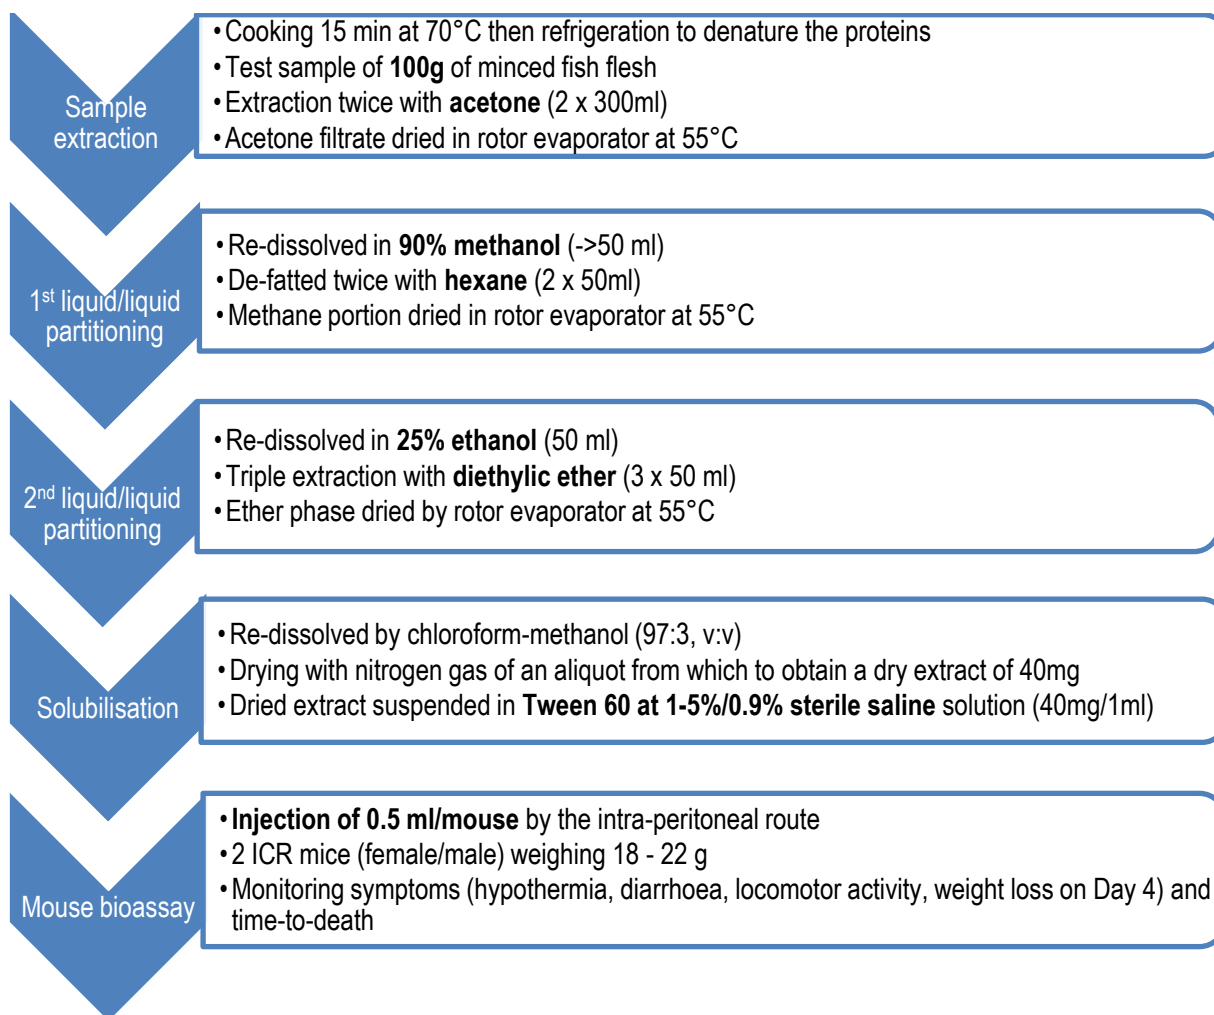 Sample
extraction
•Cooking 15 min at 70°C then refrigeration to denature the proteins
•Test sample of 100g of minced fish flesh
•Extraction twice with acetone (2 x 300ml)
•Acetone filtrate dried in rotor evaporator at 55°C
1st liquid/liquid
partitioning
•Re-dissolved in 90% methanol (->50 ml)
•De-fatted twice with hexane (2 x 50ml)
•Methane portion dried in rotor evaporator at 55°C
2nd liquid/liquid
partitioning
•Re-dissolved in 25% ethanol (50 ml)
•Triple extraction with diethylic ether (3 x 50 ml)
•Ether phase dried by rotor evaporator at 55°C
Solubilisation
•Re-dissolved by chloroform-methanol (97:3, v:v)
•Drying with nitrogen gas of an aliquot from which to obtain a dry extract of 40mg
•Dried extract suspended in Tween 60 at 1-5%/0.9% sterile saline solution (40mg/1ml)
Mouse bioassay
•Injection of 0.5 ml/mouse by the intra-peritoneal route
•2 ICR mice (female/male) weighing 18 - 22 g
•Monitoring symptoms (hypothermia, diarrhoea, locomotor activity, weight loss on Day 4) and
time-to-death